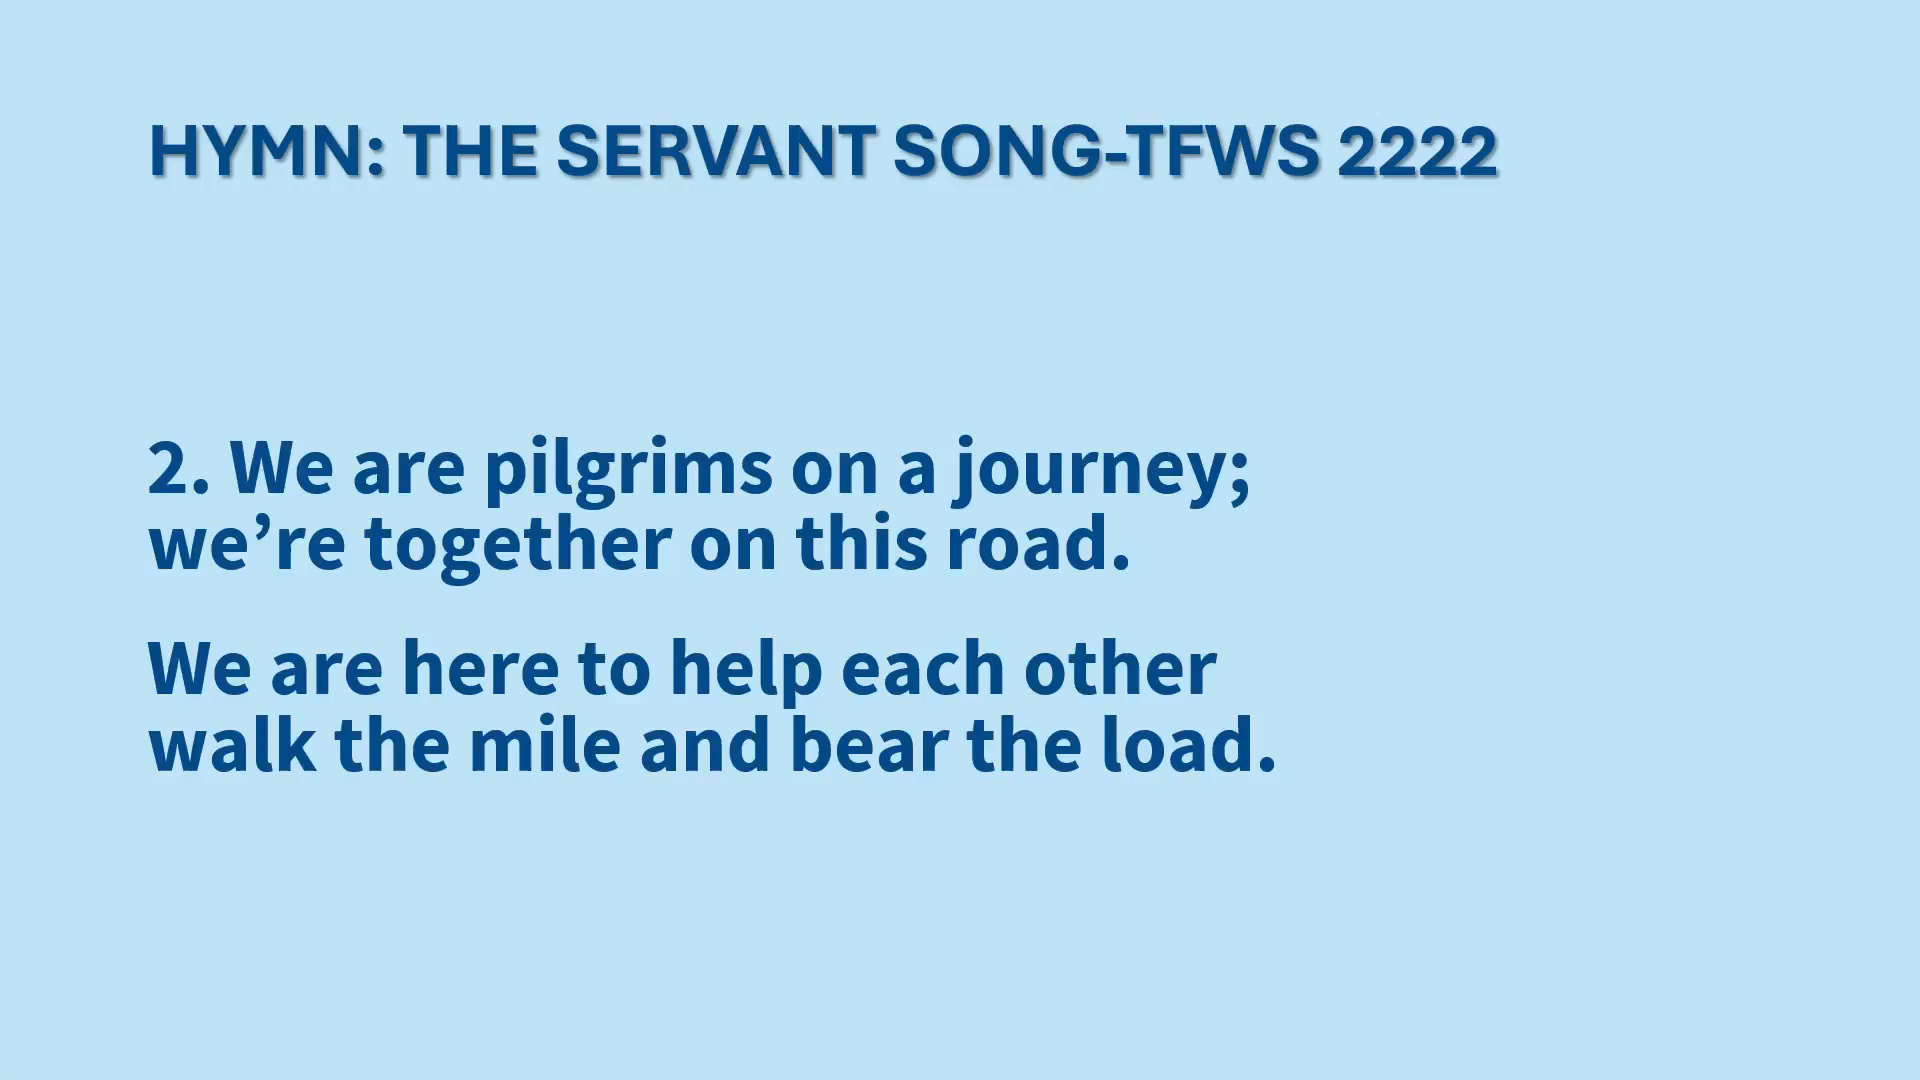 HYMN: THE SERVANT SONG-TFWS 2222
2. We are pilgrims on a journey;
we’re together on this road.
We are here to help each other
walk the mile and bear the load.